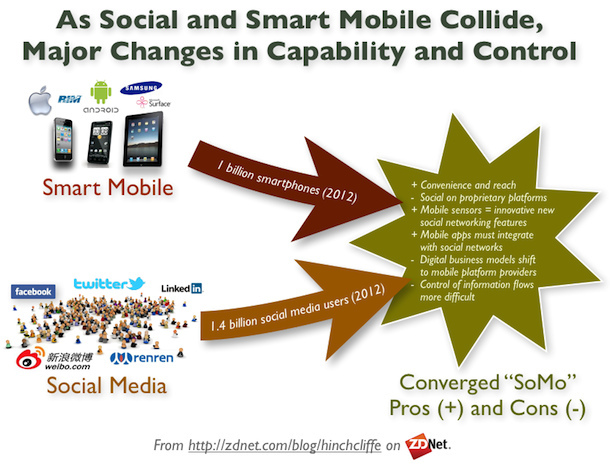 As Social and Smart Mobile Collide,
Major Changes in Capability and Control
RIM
ANDROID
SAMSUNG
Surface
Smart Mobile
1 billion smartphones (2012)
+ Convenience and reach
- Social on proprietary platforms
+ Mobile sensors = innovative new
social networking features
+ Mobile apps must integrate
with social networks
- Digital business models shift
to mobile platform providers
- Control of information flows
more difficult
facebook
twitter
Linked in
1.4 billion social media users (2012)
新浪微博
weibo.com
renren
Social Media
Converged “SoMo”
Pros (+) and Cons (-)
From http://zdnet.com/blog/hinchcliffe on ZDNet.